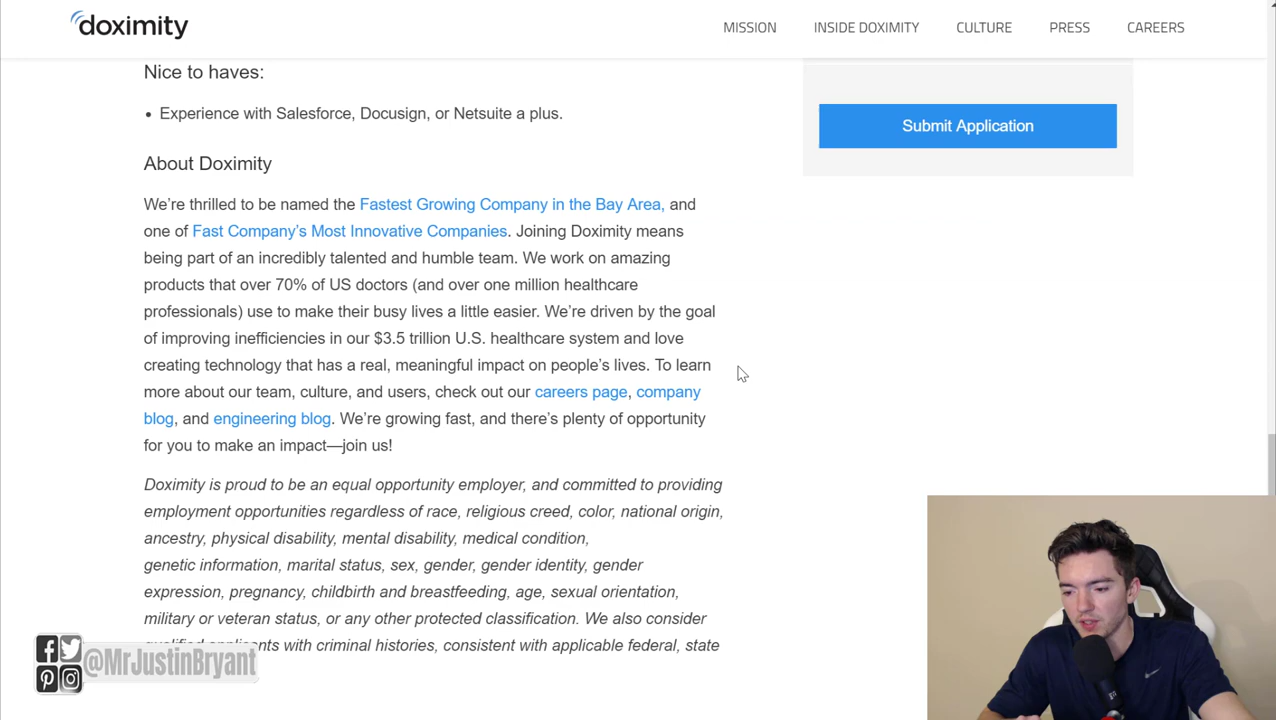 doximity
MISSION INSIDE DOXIMITY CULTURE PRESS CAREERS
Nice to haves:
• Experience with Salesforce, Docusign, or Netsuite a plus.
Submit Application
About Doximity
We’re thrilled to be named the Fastest Growing Company in the Bay Area, and
one of Fast Company’s Most Innovative Companies. Joining Doximity means
being part of an incredibly talented and humble team. We work on amazing
products that over 70% of US doctors (and over one million healthcare
professionals) use to make their busy lives a little easier. We’re driven by the goal
of improving inefficiencies in our $3.5 trillion U.S. healthcare system and love
creating technology that has a real, meaningful impact on people’s lives. To learn
more about our team, culture, and users, check out our careers page, company
blog, and engineering blog. We’re growing fast, and there’s plenty of opportunity
for you to make an impact—join us!
Doximity is proud to be an equal opportunity employer, and committed to providing
employment opportunities regardless of race, religious creed, color, national origin,
ancestry, physical disability, mental disability, medical condition,
genetic information, marital status, sex, gender, gender identity, gender
expression, pregnancy, childbirth and breastfeeding, age, sexual orientation,
military or veteran status, or any other protected classification. We also consider
qualified applicants with criminal histories, consistent with applicable federal, state
@MrJustinBryant